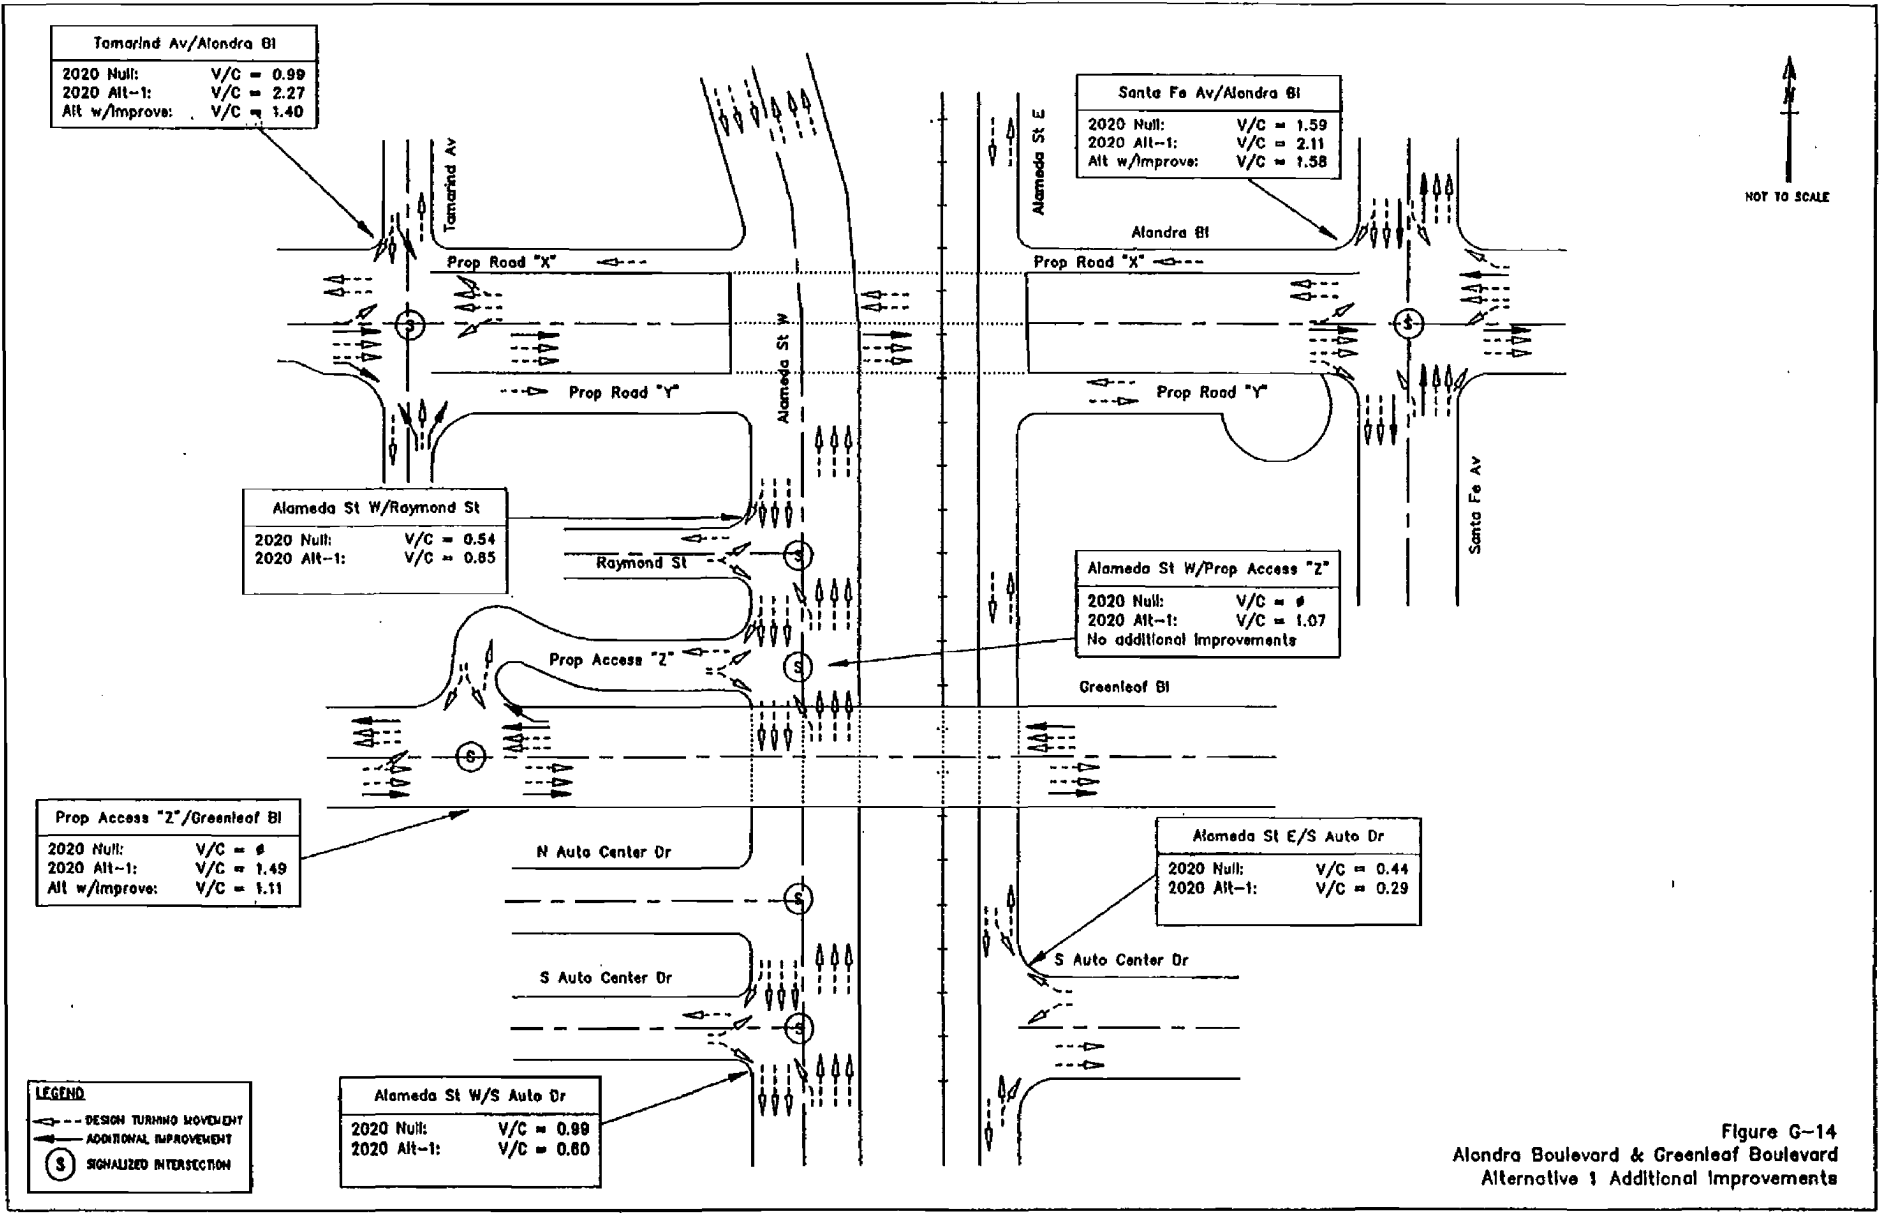 Tamarind Av/Alondra Bl
2020 Null: V/C = 0.99
2020 Alt-1: V/C = 2.27
Alt w/Improve: V/C = 1.40
Tamarind Av
Alameda St E
Santa Fe Av/Alondra Bl
2020 Null: V/C = 1.59
2020 Alt-1: V/C = 2.11
Alt w/Improve: V/C = 1.58
N
NOT TO SCALE
Alondra Bl
Prop Road "X"
Prop Road "X"
S
S
Alameda St W
Prop Road "Y"
Prop Road "Y"
Santa Fe Av
Alameda St W/Raymond St
2020 Null: V/C = 0.54
2020 Alt-1: V/C = 0.85
Raymond St
S
Alameda St W/Prop Access "Z"
2020 Null: V/C = ø
2020 Alt-1: V/C = 1.07
No additional Improvements
Prop Access "Z"
S
Greenleaf Bl
S
Prop Access "Z"/Greenleaf Bl
2020 Null: V/C = ø
2020 Alt-1: V/C = 1.49
Alt w/Improve: V/C = 1.11
N Auto Center Dr
S
Alameda St E/S Auto Dr
2020 Null: V/C = 0.44
2020 Alt-1: V/C = 0.29
S Auto Center Dr
S Auto Center Dr
S
Alameda St W/S Auto Dr
2020 Null: V/C = 0.99
2020 Alt-1: V/C = 0.80
LEGEND
DESIGN TURNING MOVEMENT
ADDITIONAL IMPROVEMENT
S SIGNALIZED INTERSECTION
Figure G-14
Alondra Boulevard & Greenleaf Boulevard
Alternative 1 Additional Improvements